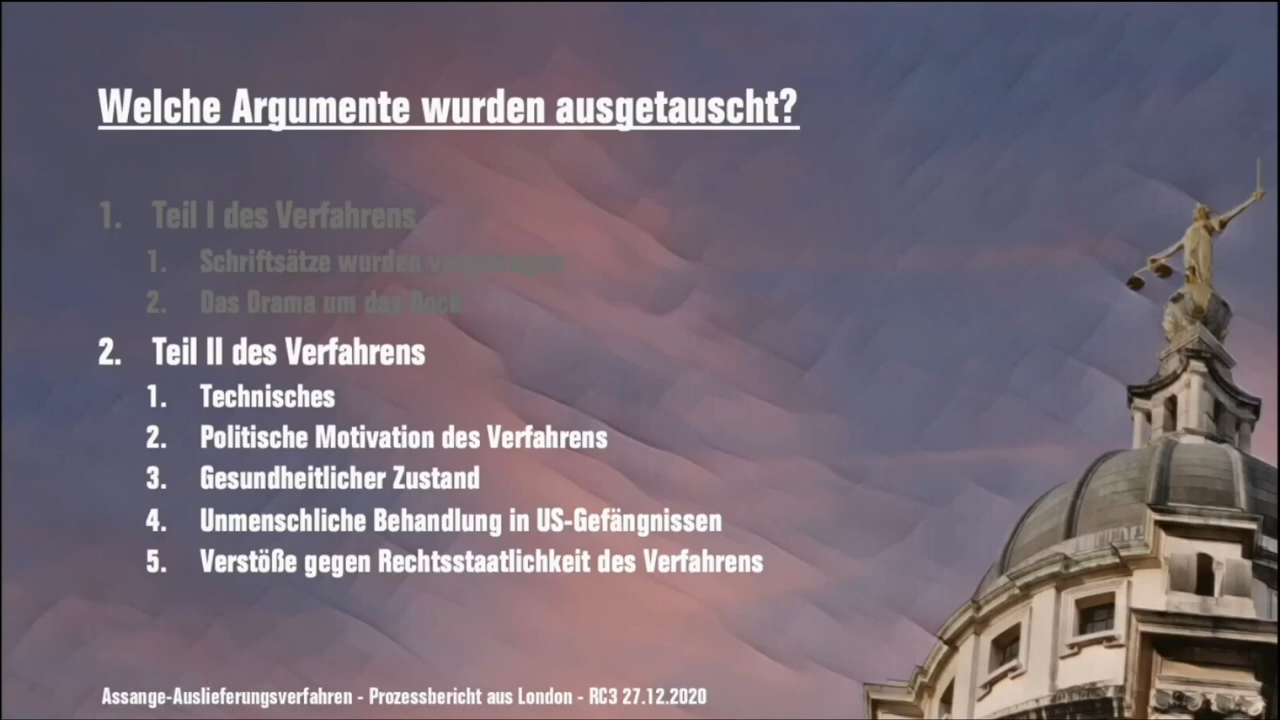 Welche Argumente wurden ausgetauscht?
1. Teil I des Verfahrens
1. Schriftsätze wurden vorgetragen
2. Das Drama um das Dock
2. Teil II des Verfahrens
1. Technisches
2. Politische Motivation des Verfahrens
3. Gesundheitlicher Zustand
4. Unmenschliche Behandlung in US-Gefängnissen
5. Verstöße gegen Rechtsstaatlichkeit des Verfahrens
Assange-Auslieferungsverfahren - Prozessbericht aus London - RC3 27.12.2020